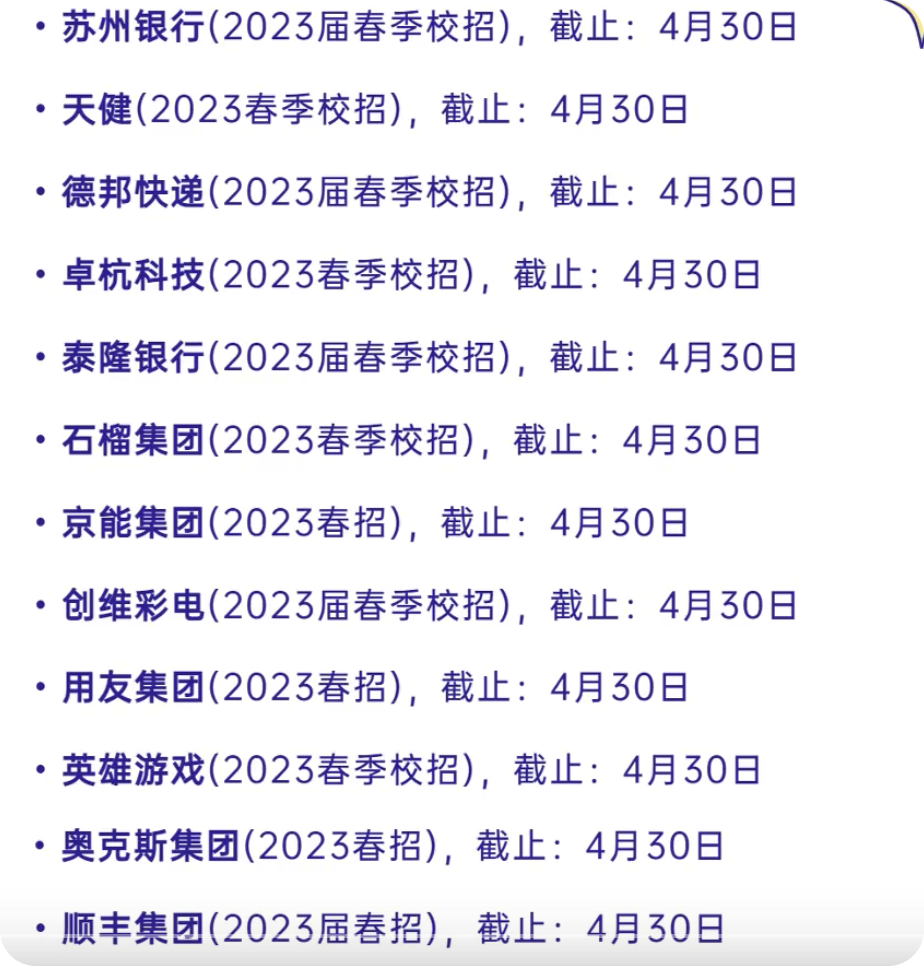 • 苏州银行(2023届春季校招)，截止：4月30日
• 天健(2023春季校招)，截止：4月30日
• 德邦快递(2023届春季校招)，截止：4月30日
• 卓杭科技(2023春季校招)，截止：4月30日
• 泰隆银行(2023届春季校招)，截止：4月30日
• 石榴集团(2023春季校招)，截止：4月30日
• 京能集团(2023春招)，截止：4月30日
• 创维彩电(2023届春季校招)，截止：4月30日
• 用友集团(2023春招)，截止：4月30日
• 英雄游戏(2023春季校招)，截止：4月30日
• 奥克斯集团(2023春招)，截止：4月30日
• 顺丰集团(2023届春招)，截止：4月30日